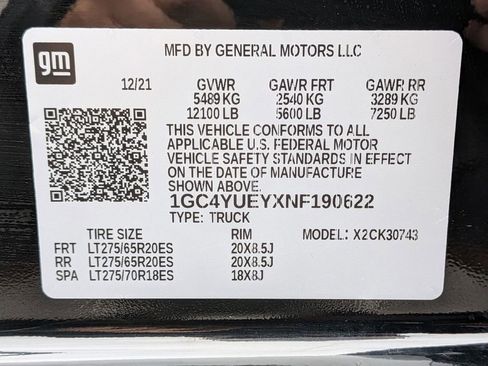 gm
MFD BY GENERAL MOTORS LLC
12/21 GVWR GAWR FRT GAWR RR
5489 KG 2540 KG 3289 KG
12100 LB 5600 LB 7250 LB
THIS VEHICLE CONFORMS TO ALL
APPLICABLE U.S. FEDERAL MOTOR
VEHICLE SAFETY STANDARDS IN EFFECT
ON THE DATE OF MANUFACTURE
SHOWN ABOVE.
1GC4YUEYXNF190622
TYPE: TRUCK
TIRE SIZE RIM MODEL: X2CK30743
FRT LT275/65R20ES 20X8.5J
RR LT275/65R20ES 20X8.5J
SPA LT275/70R18ES 18X8J